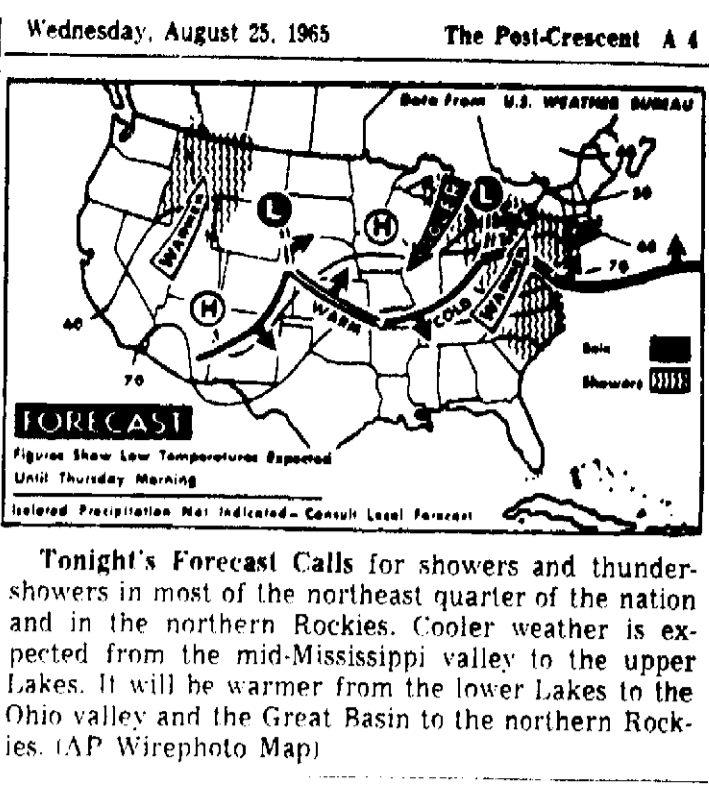 Wednesday, August 25, 1965 The Post-Crescent A 4
Data From U.S. WEATHER BUREAU
WARMER
L
H
COOLER
L
H
WARM
COLD
WARMER
50
60
70
60
70
Rain
Showers
FORECAST
Figures Show Low Temperatures Expected
Until Thursday Morning
Isolated Precipitation Not Indicated- Consult Local Forecast
Tonight's Forecast Calls for showers and thunder-
showers in most of the northeast quarter of the nation
and in the northern Rockies. Cooler weather is ex-
pected from the mid-Mississippi valley to the upper
Lakes. It will be warmer from the lower Lakes to the
Ohio valley and the Great Basin to the northern Rock-
ies. (AP Wirephoto Map)